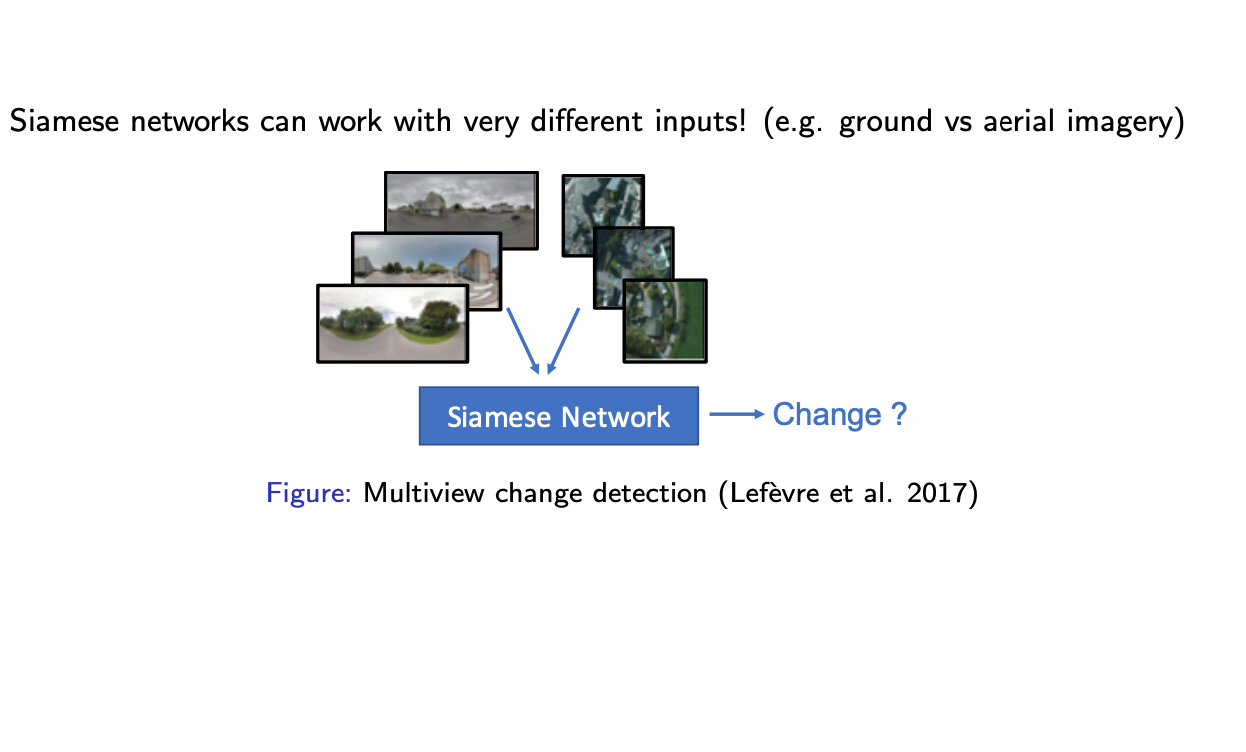 Siamese networks can work with very different inputs! (e.g. ground vs aerial imagery)
Siamese Network
Change ?
Figure: Multiview change detection (Lefèvre et al. 2017)